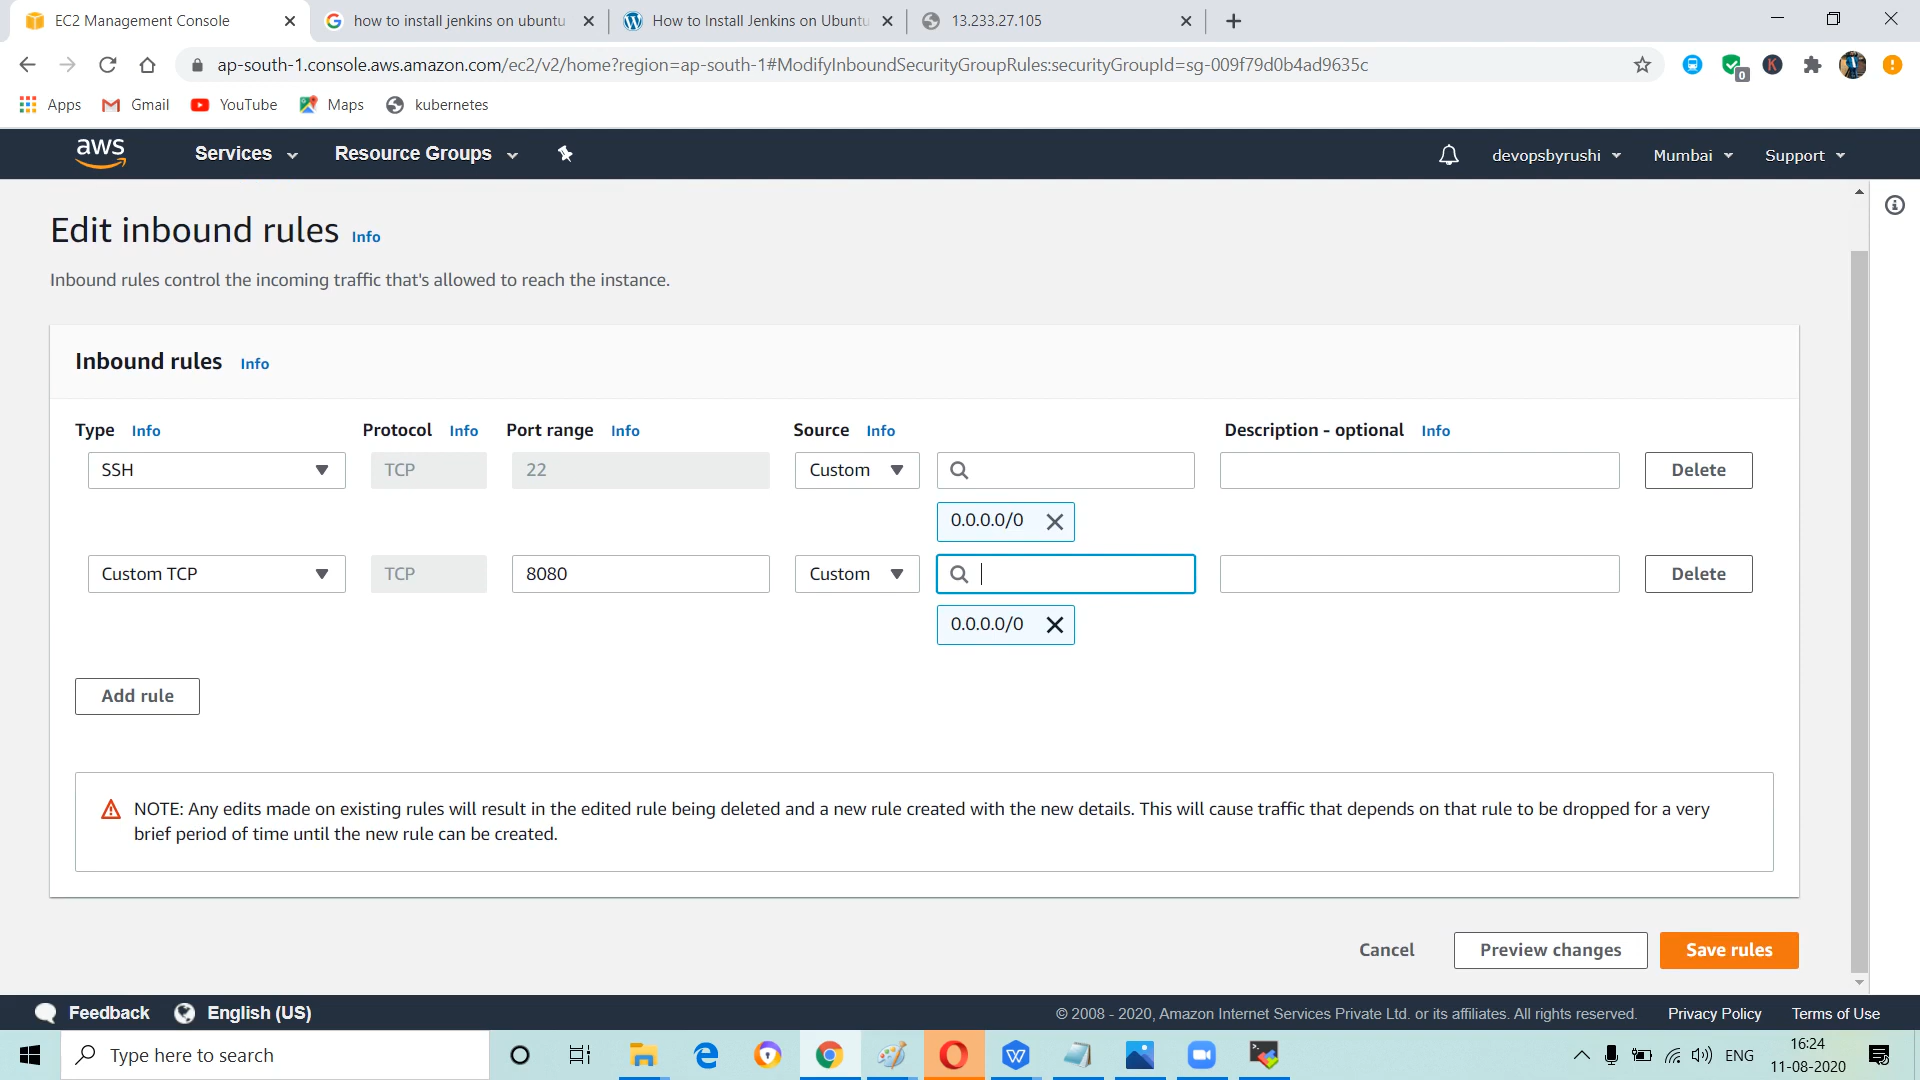 EC2 Management Console
how to install jenkins on ubuntu
How to Install Jenkins on Ubuntu
13.233.27.105
ap-south-1.console.aws.amazon.com/ec2/v2/home?region=ap-south-1#ModifyInboundSecurityGroupRules:securityGroupId=sg-009f79d0b4ad9635c
0
K
Apps
Gmail
YouTube
Maps
kubernetes
aws
Services
Resource Groups
devopsbyrushi
Mumbai
Support
Edit inbound rules Info
Inbound rules control the incoming traffic that's allowed to reach the instance.
Inbound rules Info
Type Info Protocol Info Port range Info Source Info Description - optional Info
SSH TCP 22 Custom Delete
0.0.0.0/0
Custom TCP TCP 8080 Custom Delete
0.0.0.0/0
Add rule
NOTE: Any edits made on existing rules will result in the edited rule being deleted and a new rule created with the new details. This will cause traffic that depends on that rule to be dropped for a very
brief period of time until the new rule can be created.
Cancel Preview changes Save rules
Feedback English (US) © 2008 - 2020, Amazon Internet Services Private Ltd. or its affiliates. All rights reserved. Privacy Policy Terms of Use
Type here to search
ENG
16:24
11-08-2020